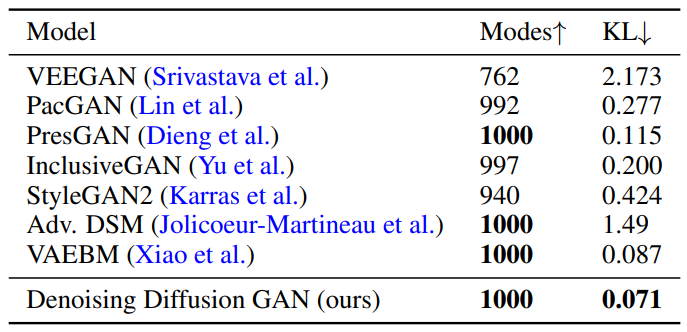 Model Modes↑ KL↓
VEEGAN (Srivastava et al.) 762 2.173
PacGAN (Lin et al.) 992 0.277
PresGAN (Dieng et al.) 1000 0.115
InclusiveGAN (Yu et al.) 997 0.200
StyleGAN2 (Karras et al.) 940 0.424
Adv. DSM (Jolicoeur-Martineau et al.) 1000 1.49
VAEBM (Xiao et al.) 1000 0.087
Denoising Diffusion GAN (ours) 1000 0.071